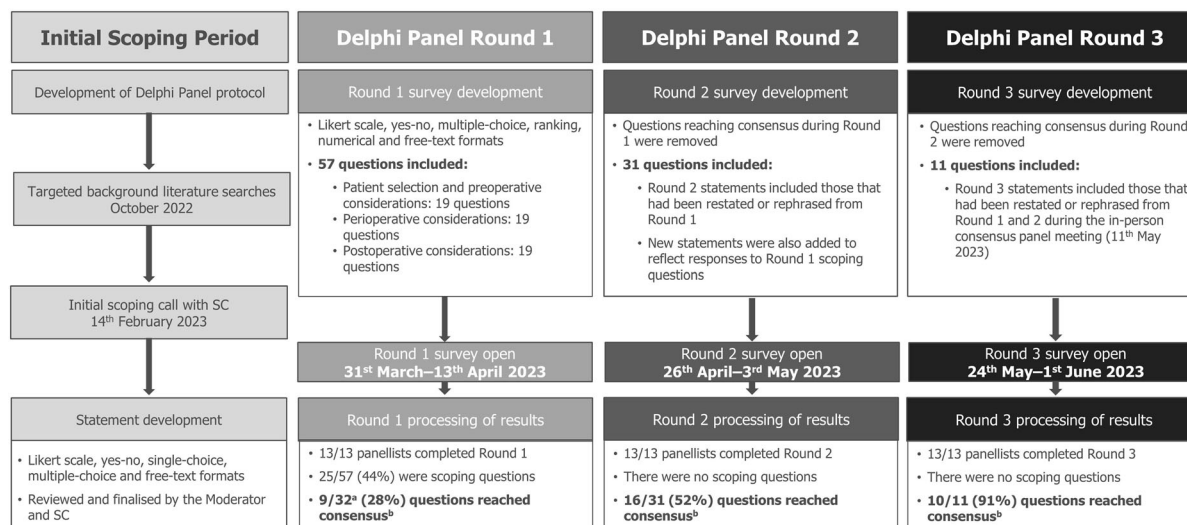 Initial Scoping Period
Development of Delphi Panel protocol
Targeted background literature searches
October 2022
Initial scoping call with SC
14th February 2023
Statement development
• Likert scale, yes-no, single-choice,
multiple-choice and free-text formats
• Reviewed and finalised by the Moderator
and SC
Delphi Panel Round 1
Round 1 survey development
• Likert scale, yes-no, multiple-choice, ranking,
numerical and free-text formats
• 57 questions included:
• Patient selection and preoperative
considerations: 19 questions
• Perioperative considerations: 19
questions
• Postoperative considerations: 19
questions
Round 1 survey open
31st March–13th April 2023
Round 1 processing of results
• 13/13 panellists completed Round 1
• 25/57 (44%) were scoping questions
• 9/32a (28%) questions reached
consensusb
Delphi Panel Round 2
Round 2 survey development
• Questions reaching consensus during Round
1 were removed
• 31 questions included:
• Round 2 statements included those that
had been restated or rephrased from
Round 1
• New statements were also added to
reflect responses to Round 1 scoping
questions
Round 2 survey open
26th April–3rd May 2023
Round 2 processing of results
• 13/13 panellists completed Round 2
• There were no scoping questions
• 16/31 (52%) questions reached
consensusb
Delphi Panel Round 3
Round 3 survey development
• Questions reaching consensus during Round
2 were removed
• 11 questions included:
• Round 3 statements included those that
had been restated or rephrased from
Round 1 and 2 during the in-person
consensus panel meeting (11th May
2023)
Round 3 survey open
24th May–1st June 2023
Round 3 processing of results
• 13/13 panellists completed Round 3
• There were no scoping questions
• 10/11 (91%) questions reached
consensusb